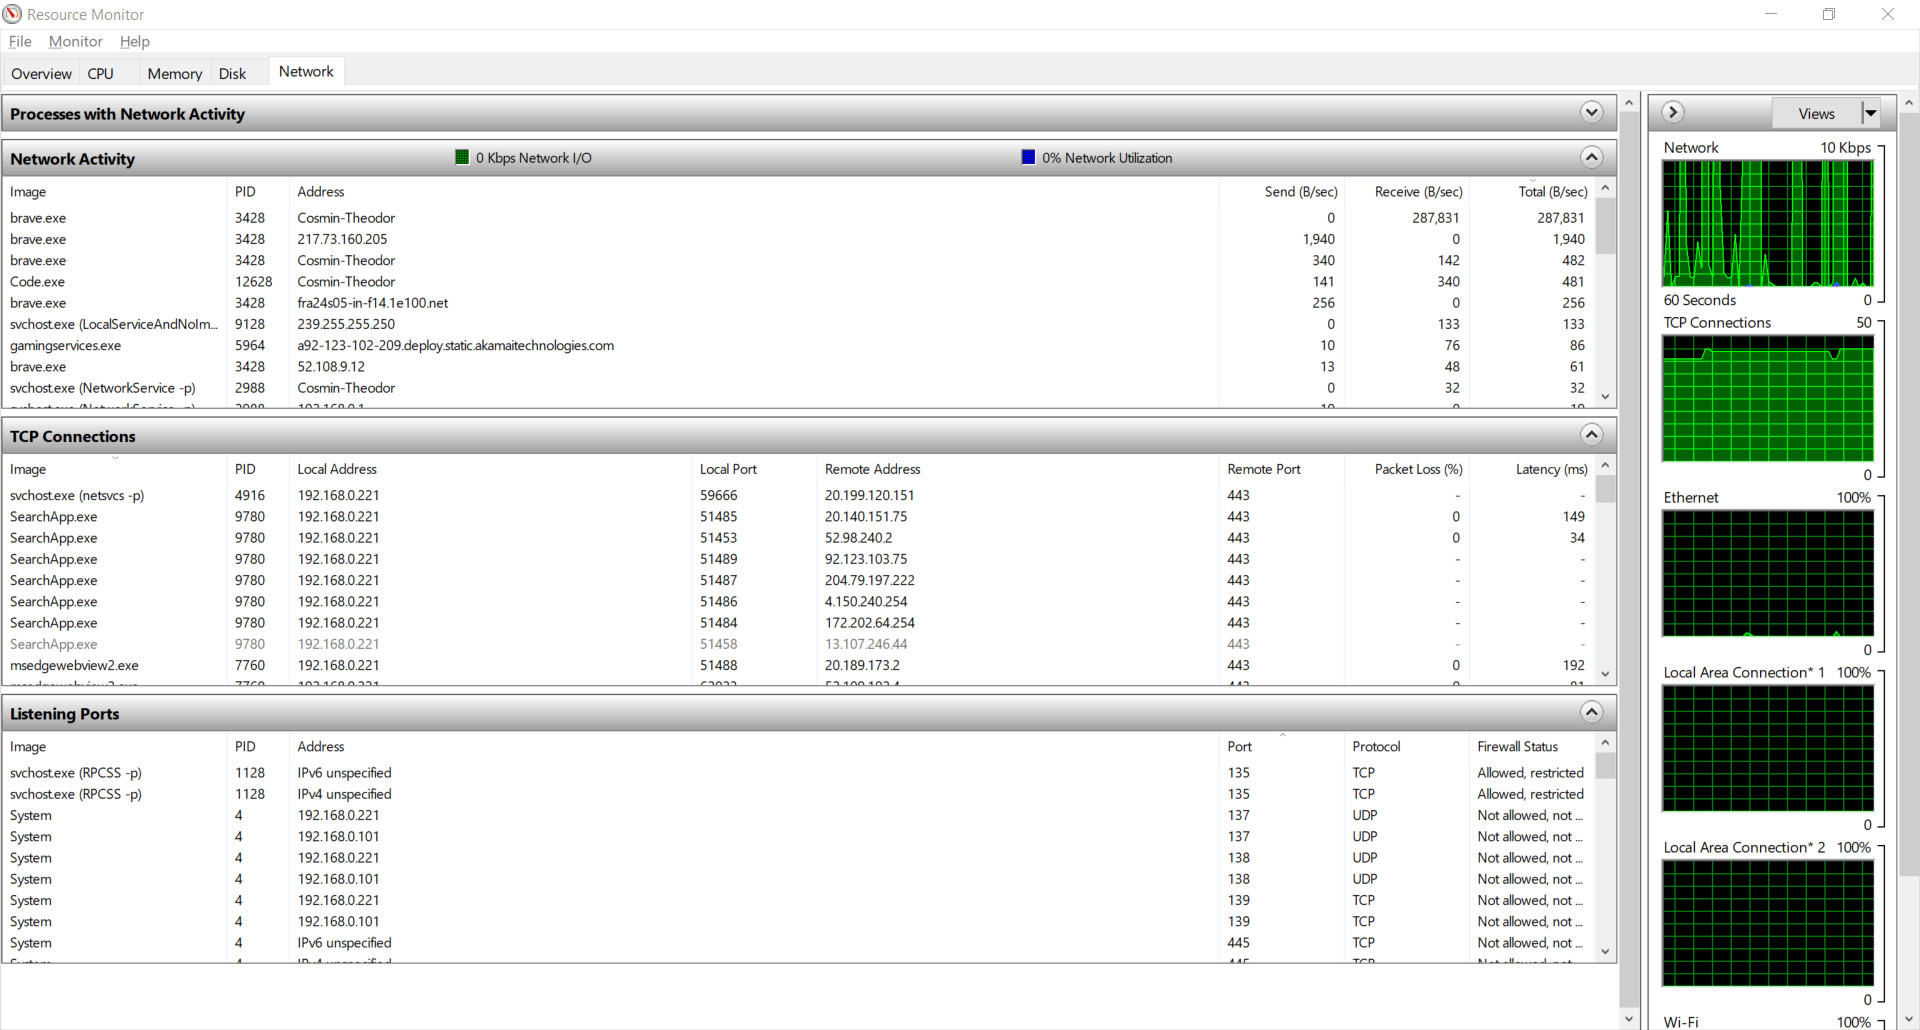 Resource Monitor
File Monitor Help
Overview CPU Memory Disk Network
Processes with Network Activity
Network Activity 0 Kbps Network I/O 0% Network Utilization
Image PID Address Send (B/sec) Receive (B/sec) Total (B/sec)
brave.exe 3428 Cosmin-Theodor 0 287,831 287,831
brave.exe 3428 217.73.160.205 1,940 0 1,940
brave.exe 3428 Cosmin-Theodor 340 142 482
Code.exe 12628 Cosmin-Theodor 141 340 481
brave.exe 3428 fra24s05-in-f14.1e100.net 256 0 256
svchost.exe (LocalServiceAndNoIm... 9128 239.255.255.250 0 133 133
gamingservices.exe 5964 a92-123-102-209.deploy.static.akamaitechnologies.com 10 76 86
brave.exe 3428 52.108.9.12 13 48 61
svchost.exe (NetworkService -p) 2988 Cosmin-Theodor 0 32 32
TCP Connections
Image PID Local Address Local Port Remote Address Remote Port Packet Loss (%) Latency (ms)
svchost.exe (netsvcs -p) 4916 192.168.0.221 59666 20.199.120.151 443 - -
SearchApp.exe 9780 192.168.0.221 51485 20.140.151.75 443 0 149
SearchApp.exe 9780 192.168.0.221 51453 52.98.240.2 443 0 34
SearchApp.exe 9780 192.168.0.221 51489 92.123.103.75 443 - -
SearchApp.exe 9780 192.168.0.221 51487 204.79.197.222 443 - -
SearchApp.exe 9780 192.168.0.221 51486 4.150.240.254 443 - -
SearchApp.exe 9780 192.168.0.221 51484 172.202.64.254 443 - -
SearchApp.exe 9780 192.168.0.221 51458 13.107.246.44 443 - -
msedgewebview2.exe 7760 192.168.0.221 51488 20.189.173.2 443 0 192
Listening Ports
Image PID Address Port Protocol Firewall Status
svchost.exe (RPCSS -p) 1128 IPv6 unspecified 135 TCP Allowed, restricted
svchost.exe (RPCSS -p) 1128 IPv4 unspecified 135 TCP Allowed, restricted
System 4 192.168.0.221 137 UDP Not allowed, not ...
System 4 192.168.0.101 137 UDP Not allowed, not ...
System 4 192.168.0.221 138 UDP Not allowed, not ...
System 4 192.168.0.101 138 UDP Not allowed, not ...
System 4 192.168.0.221 139 TCP Not allowed, not ...
System 4 192.168.0.101 139 TCP Not allowed, not ...
System 4 IPv6 unspecified 445 TCP Not allowed, not ...
Views
Network 10 Kbps
60 Seconds 0
TCP Connections 50
0
Ethernet 100%
0
Local Area Connection* 1 100%
0
Local Area Connection* 2 100%
0
Wi-Fi 100%